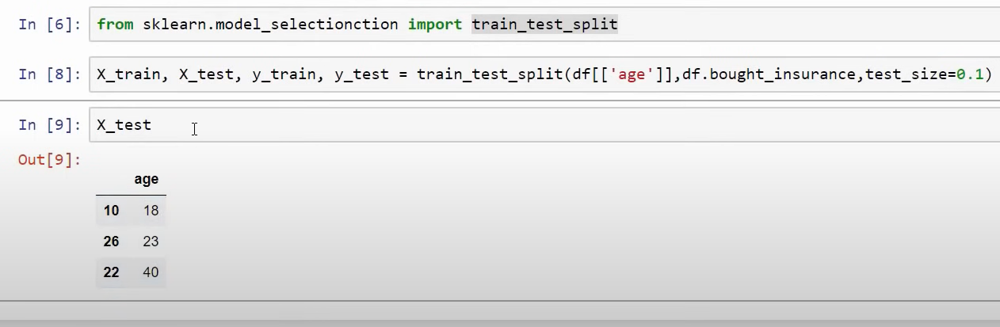 In [6]: from sklearn.model_selectionction import train_test_split
In [8]: X_train, X_test, y_train, y_test = train_test_split(df[['age']],df.bought_insurance,test_size=0.1)
In [9]: X_test
Out[9]:
age
10 18
26 23
22 40